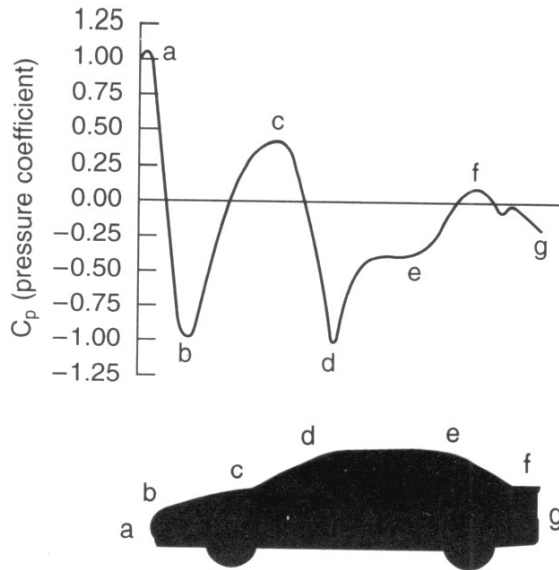 1.25
1.00
0.75
0.50
0.25
0.00
−0.25
−0.50
−0.75
−1.00
−1.25
Cp (pressure coefficient)
a
b
c
d
e
f
g
d
e
c
f
b
a
g